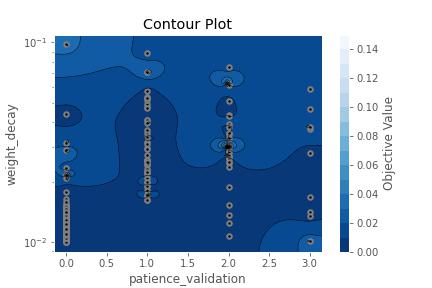 Contour Plot
10⁻¹
10⁻²
weight_decay
0.0 0.5 1.0 1.5 2.0 2.5 3.0
patience_validation
0.14
0.12
0.10
0.08
0.06
0.04
0.02
0.00
Objective Value